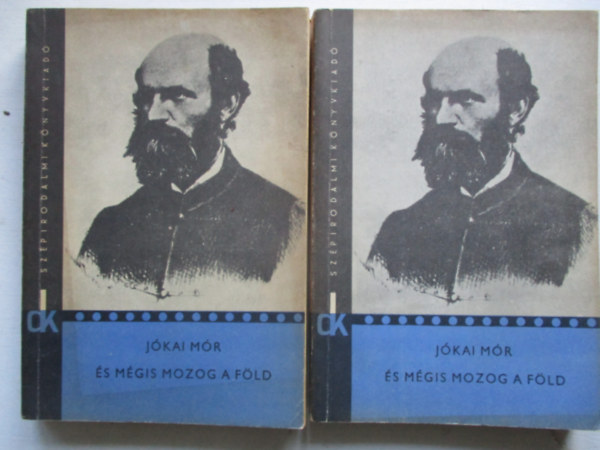 SZÉPIRODALMI KÖNYVKIADÓ
OK
JÓKAI MÓR
ÉS MÉGIS MOZOG A FÖLD
SZÉPIRODALMI KÖNYVKIADÓ
OK
JÓKAI MÓR
ÉS MÉGIS MOZOG A FÖLD